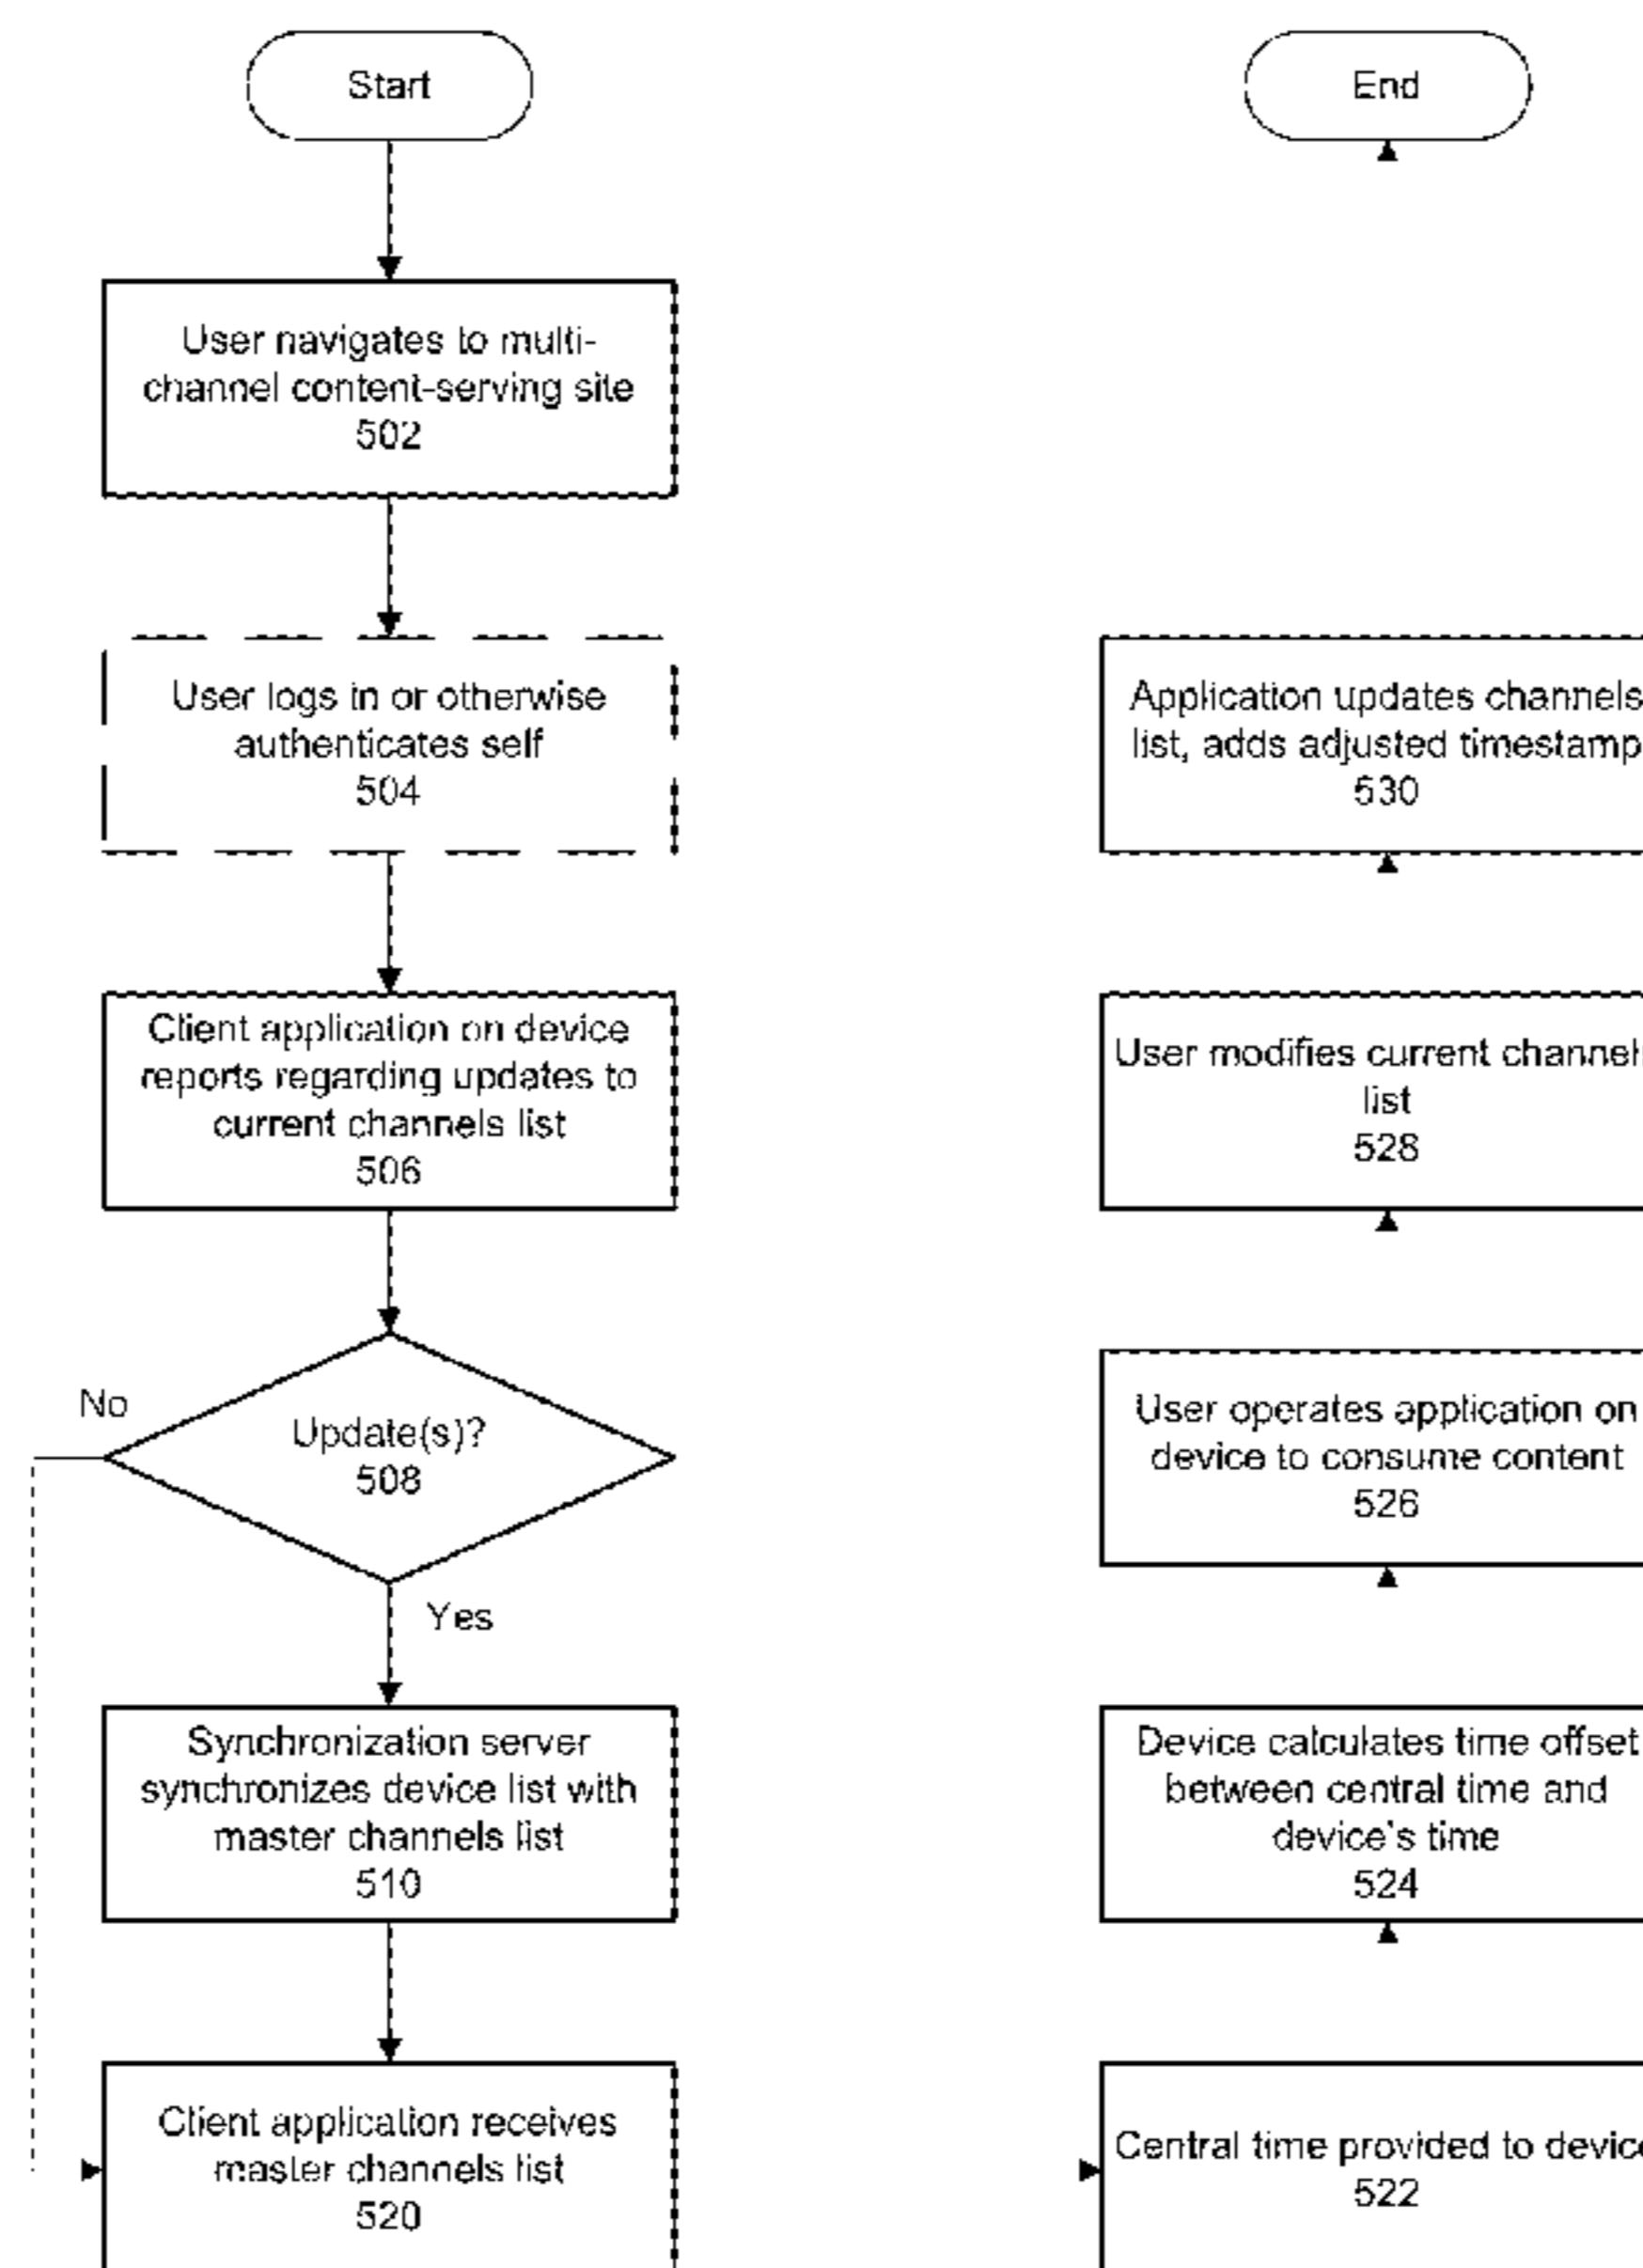 Start
User navigates to multi-
channel content-serving site
502
User logs in or otherwise
authenticates self
504
Client application on device
reports regarding updates to
current channels list
506
No
Update(s)?
508
Yes
Synchronization server
synchronizes device list with
master channels list
510
Client application receives
master channels list
520
End
Application updates channels
list, adds adjusted timestamp
530
User modifies current channels
list
528
User operates application on
device to consume content
526
Device calculates time offset
between central time and
device's time
524
Central time provided to device
522